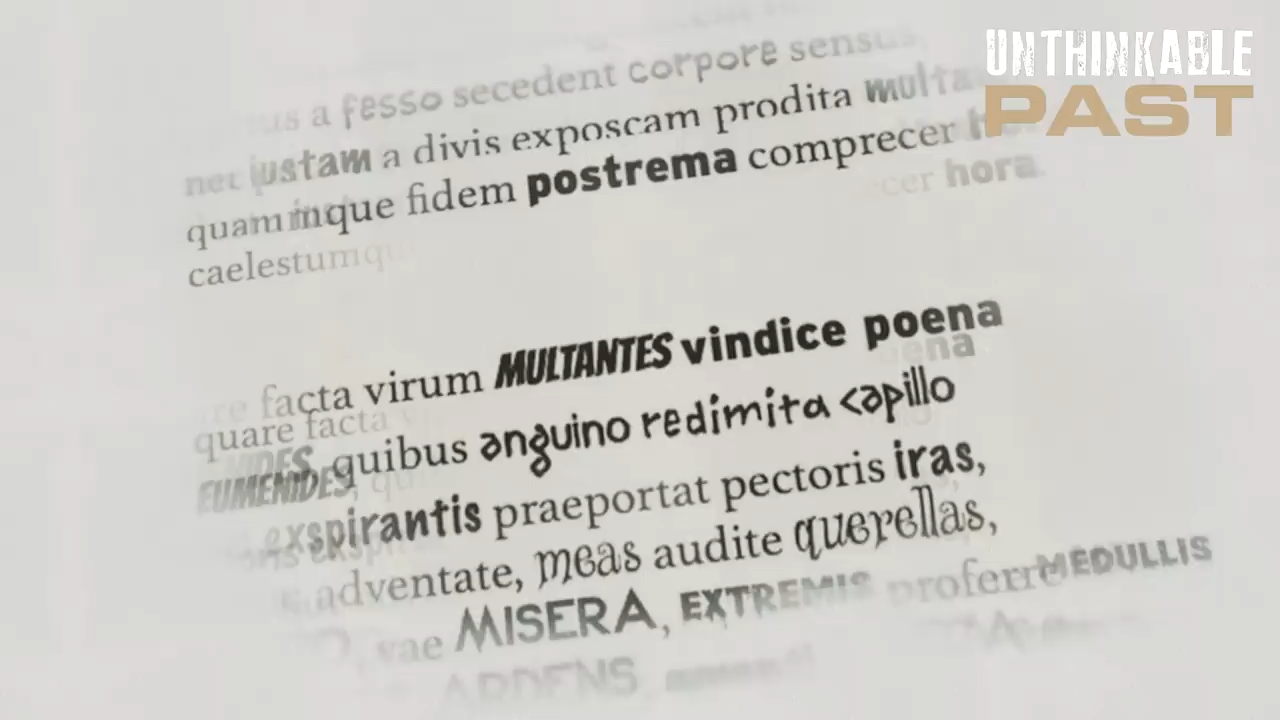 UNTHINKABLE
PAST
a fesso secedent corpore sensus,
nec iustam a divis exposcam prodita multa
quam inque fidem postrema comprecer
caelestumqu
hora.
facta virum MULTANTES vindice poena
quare facta
EUMENIDES, quibus anguino redimita capillo
exspirantis praeportat pectoris iras,
adventate, meas audite querellas,
vae MISERA, EXTREMIS proferre MEDULLIS
ARDENS,